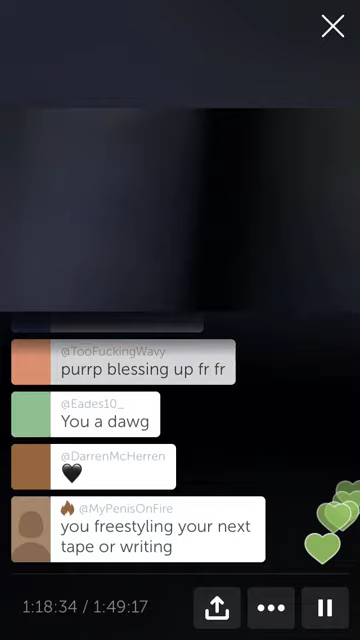 @TooFuckingWavy
purrp blessing up fr fr
@Eades10_
You a dawg
@DarrenMcHerren
🖤
🔥 @MyPenisOnFire
you freestyling your next
tape or writing
1:18:34 / 1:49:17